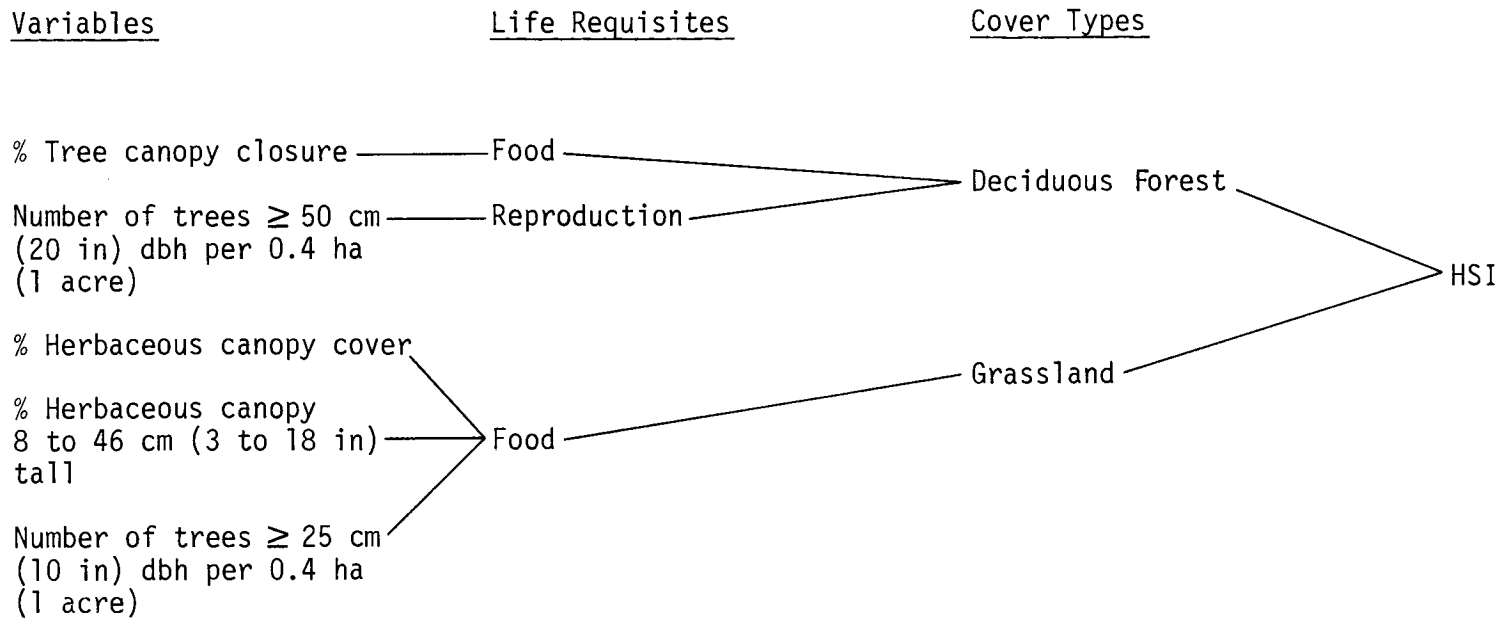 Variables
Life Requisites
Cover Types
% Tree canopy closure
Food
Deciduous Forest
Number of trees ≥ 50 cm
(20 in) dbh per 0.4 ha
(1 acre)
Reproduction
HSI
% Herbaceous canopy cover
Grassland
% Herbaceous canopy
8 to 46 cm (3 to 18 in)
tall
Food
Number of trees ≥ 25 cm
(10 in) dbh per 0.4 ha
(1 acre)